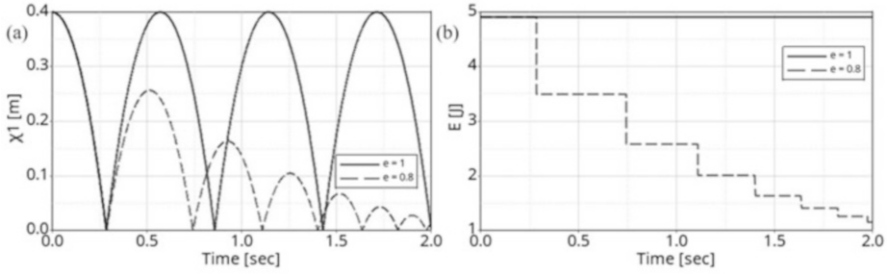 (a)
χ1 [m]
0.4
0.3
0.2
0.1
0.0
0.0 0.5 1.0 1.5 2.0
Time [sec]
e = 1
e = 0.8
(b)
E [J]
5
4
3
2
1
0.0 0.5 1.0 1.5 2.0
Time [sec]
e = 1
e = 0.8